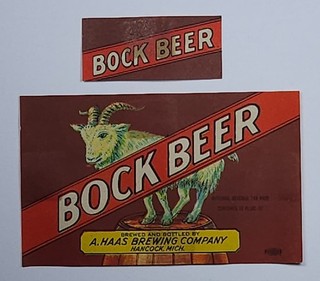 BOCK BEER
BOCK BEER
BREWED AND BOTTLED BY
A. HAAS BREWING COMPANY
HANCOCK, MICH.